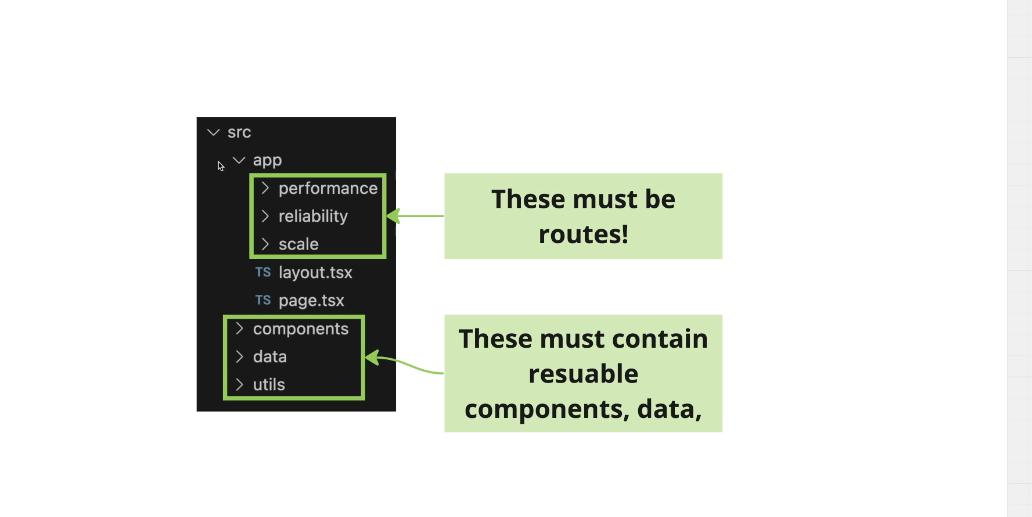 src
app
performance
reliability
scale
TS layout.tsx
TS page.tsx
components
data
utils
These must be
routes!
These must contain
resuable
components, data,